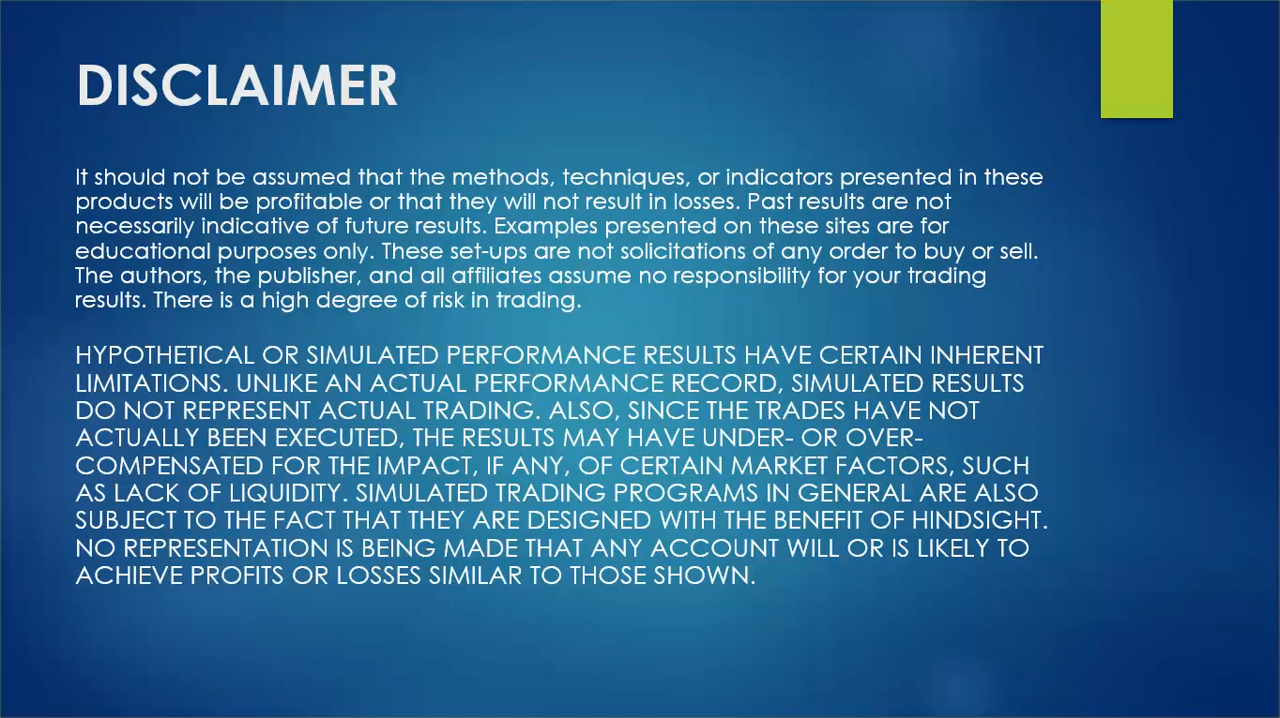 DISCLAIMER
It should not be assumed that the methods, techniques, or indicators presented in these
products will be profitable or that they will not result in losses. Past results are not
necessarily indicative of future results. Examples presented on these sites are for
educational purposes only. These set-ups are not solicitations of any order to buy or sell.
The authors, the publisher, and all affiliates assume no responsibility for your trading
results. There is a high degree of risk in trading.
HYPOTHETICAL OR SIMULATED PERFORMANCE RESULTS HAVE CERTAIN INHERENT
LIMITATIONS. UNLIKE AN ACTUAL PERFORMANCE RECORD, SIMULATED RESULTS
DO NOT REPRESENT ACTUAL TRADING. ALSO, SINCE THE TRADES HAVE NOT
ACTUALLY BEEN EXECUTED, THE RESULTS MAY HAVE UNDER- OR OVER-
COMPENSATED FOR THE IMPACT, IF ANY, OF CERTAIN MARKET FACTORS, SUCH
AS LACK OF LIQUIDITY. SIMULATED TRADING PROGRAMS IN GENERAL ARE ALSO
SUBJECT TO THE FACT THAT THEY ARE DESIGNED WITH THE BENEFIT OF HINDSIGHT.
NO REPRESENTATION IS BEING MADE THAT ANY ACCOUNT WILL OR IS LIKELY TO
ACHIEVE PROFITS OR LOSSES SIMILAR TO THOSE SHOWN.